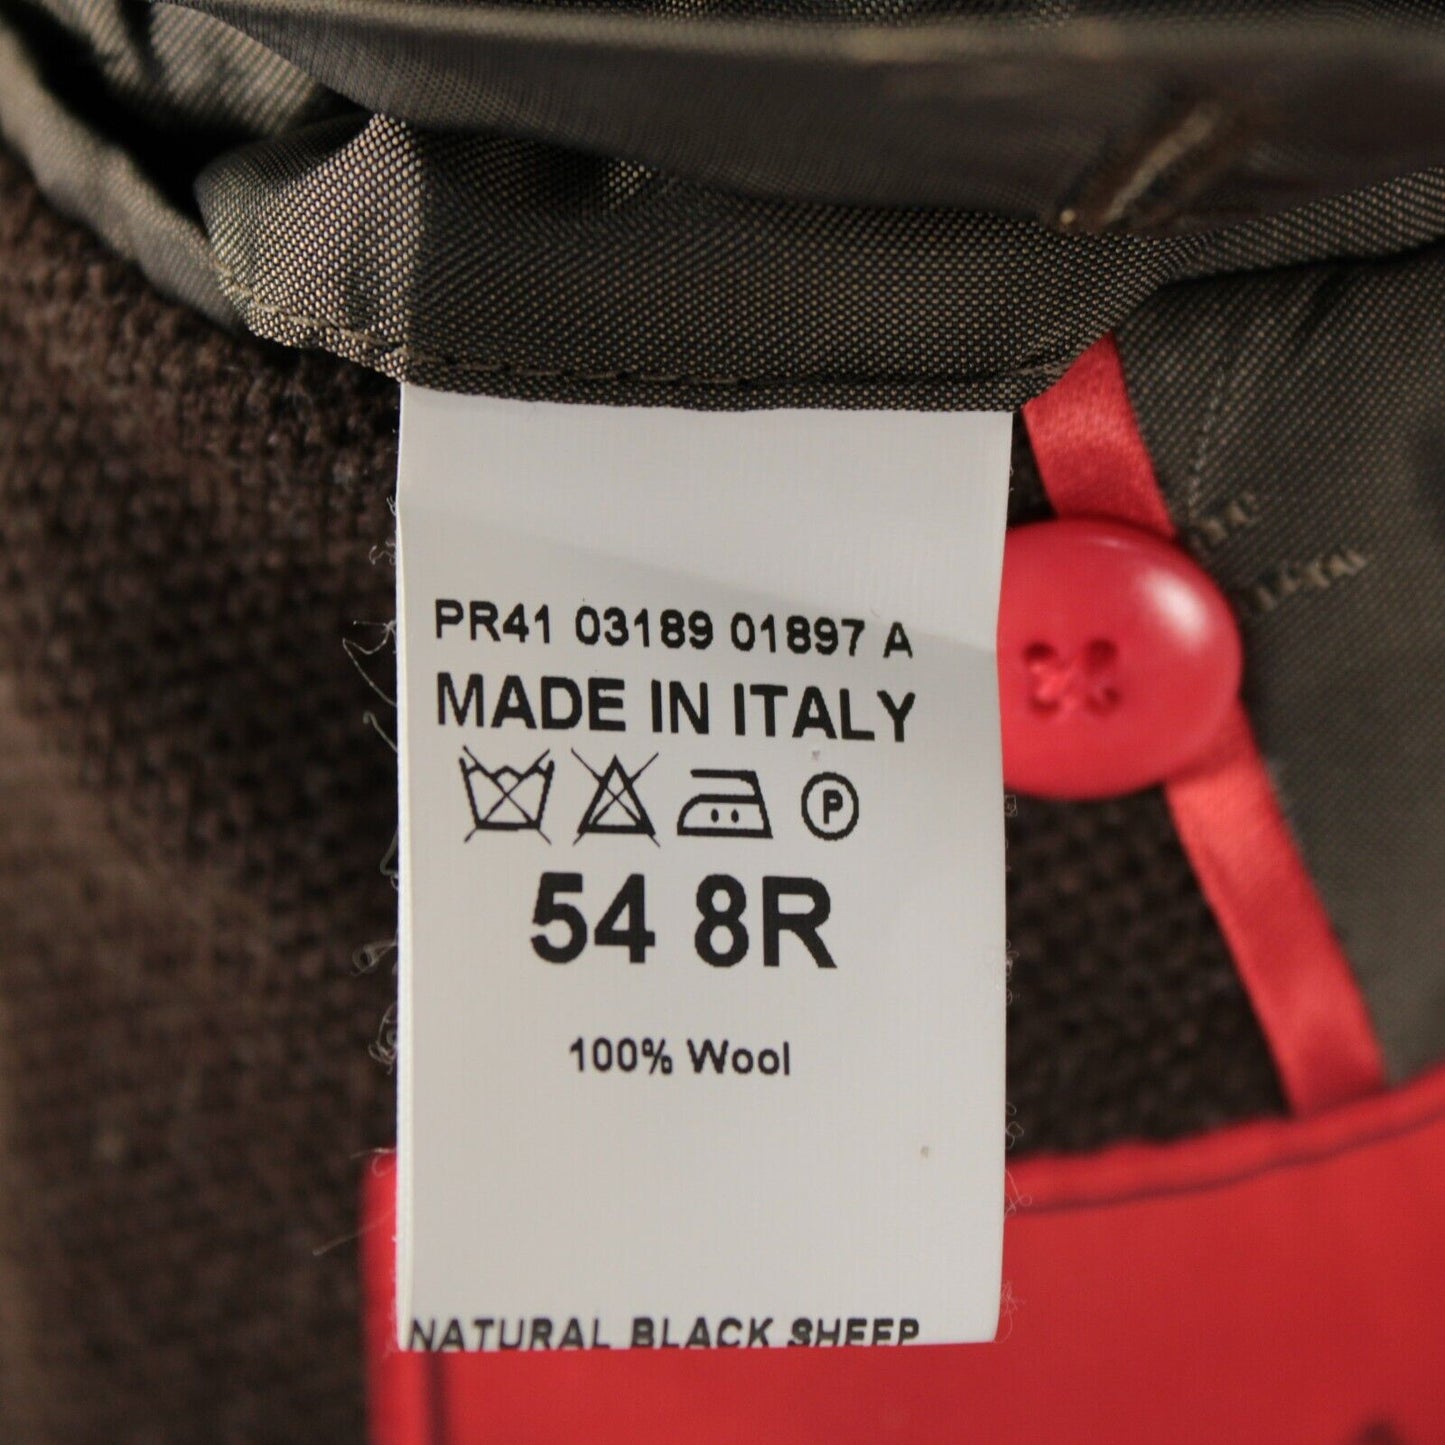 PR41 03189 01897 A
MADE IN ITALY
P
54 8R
100% Wool
NATURAL BLACK SHEEP